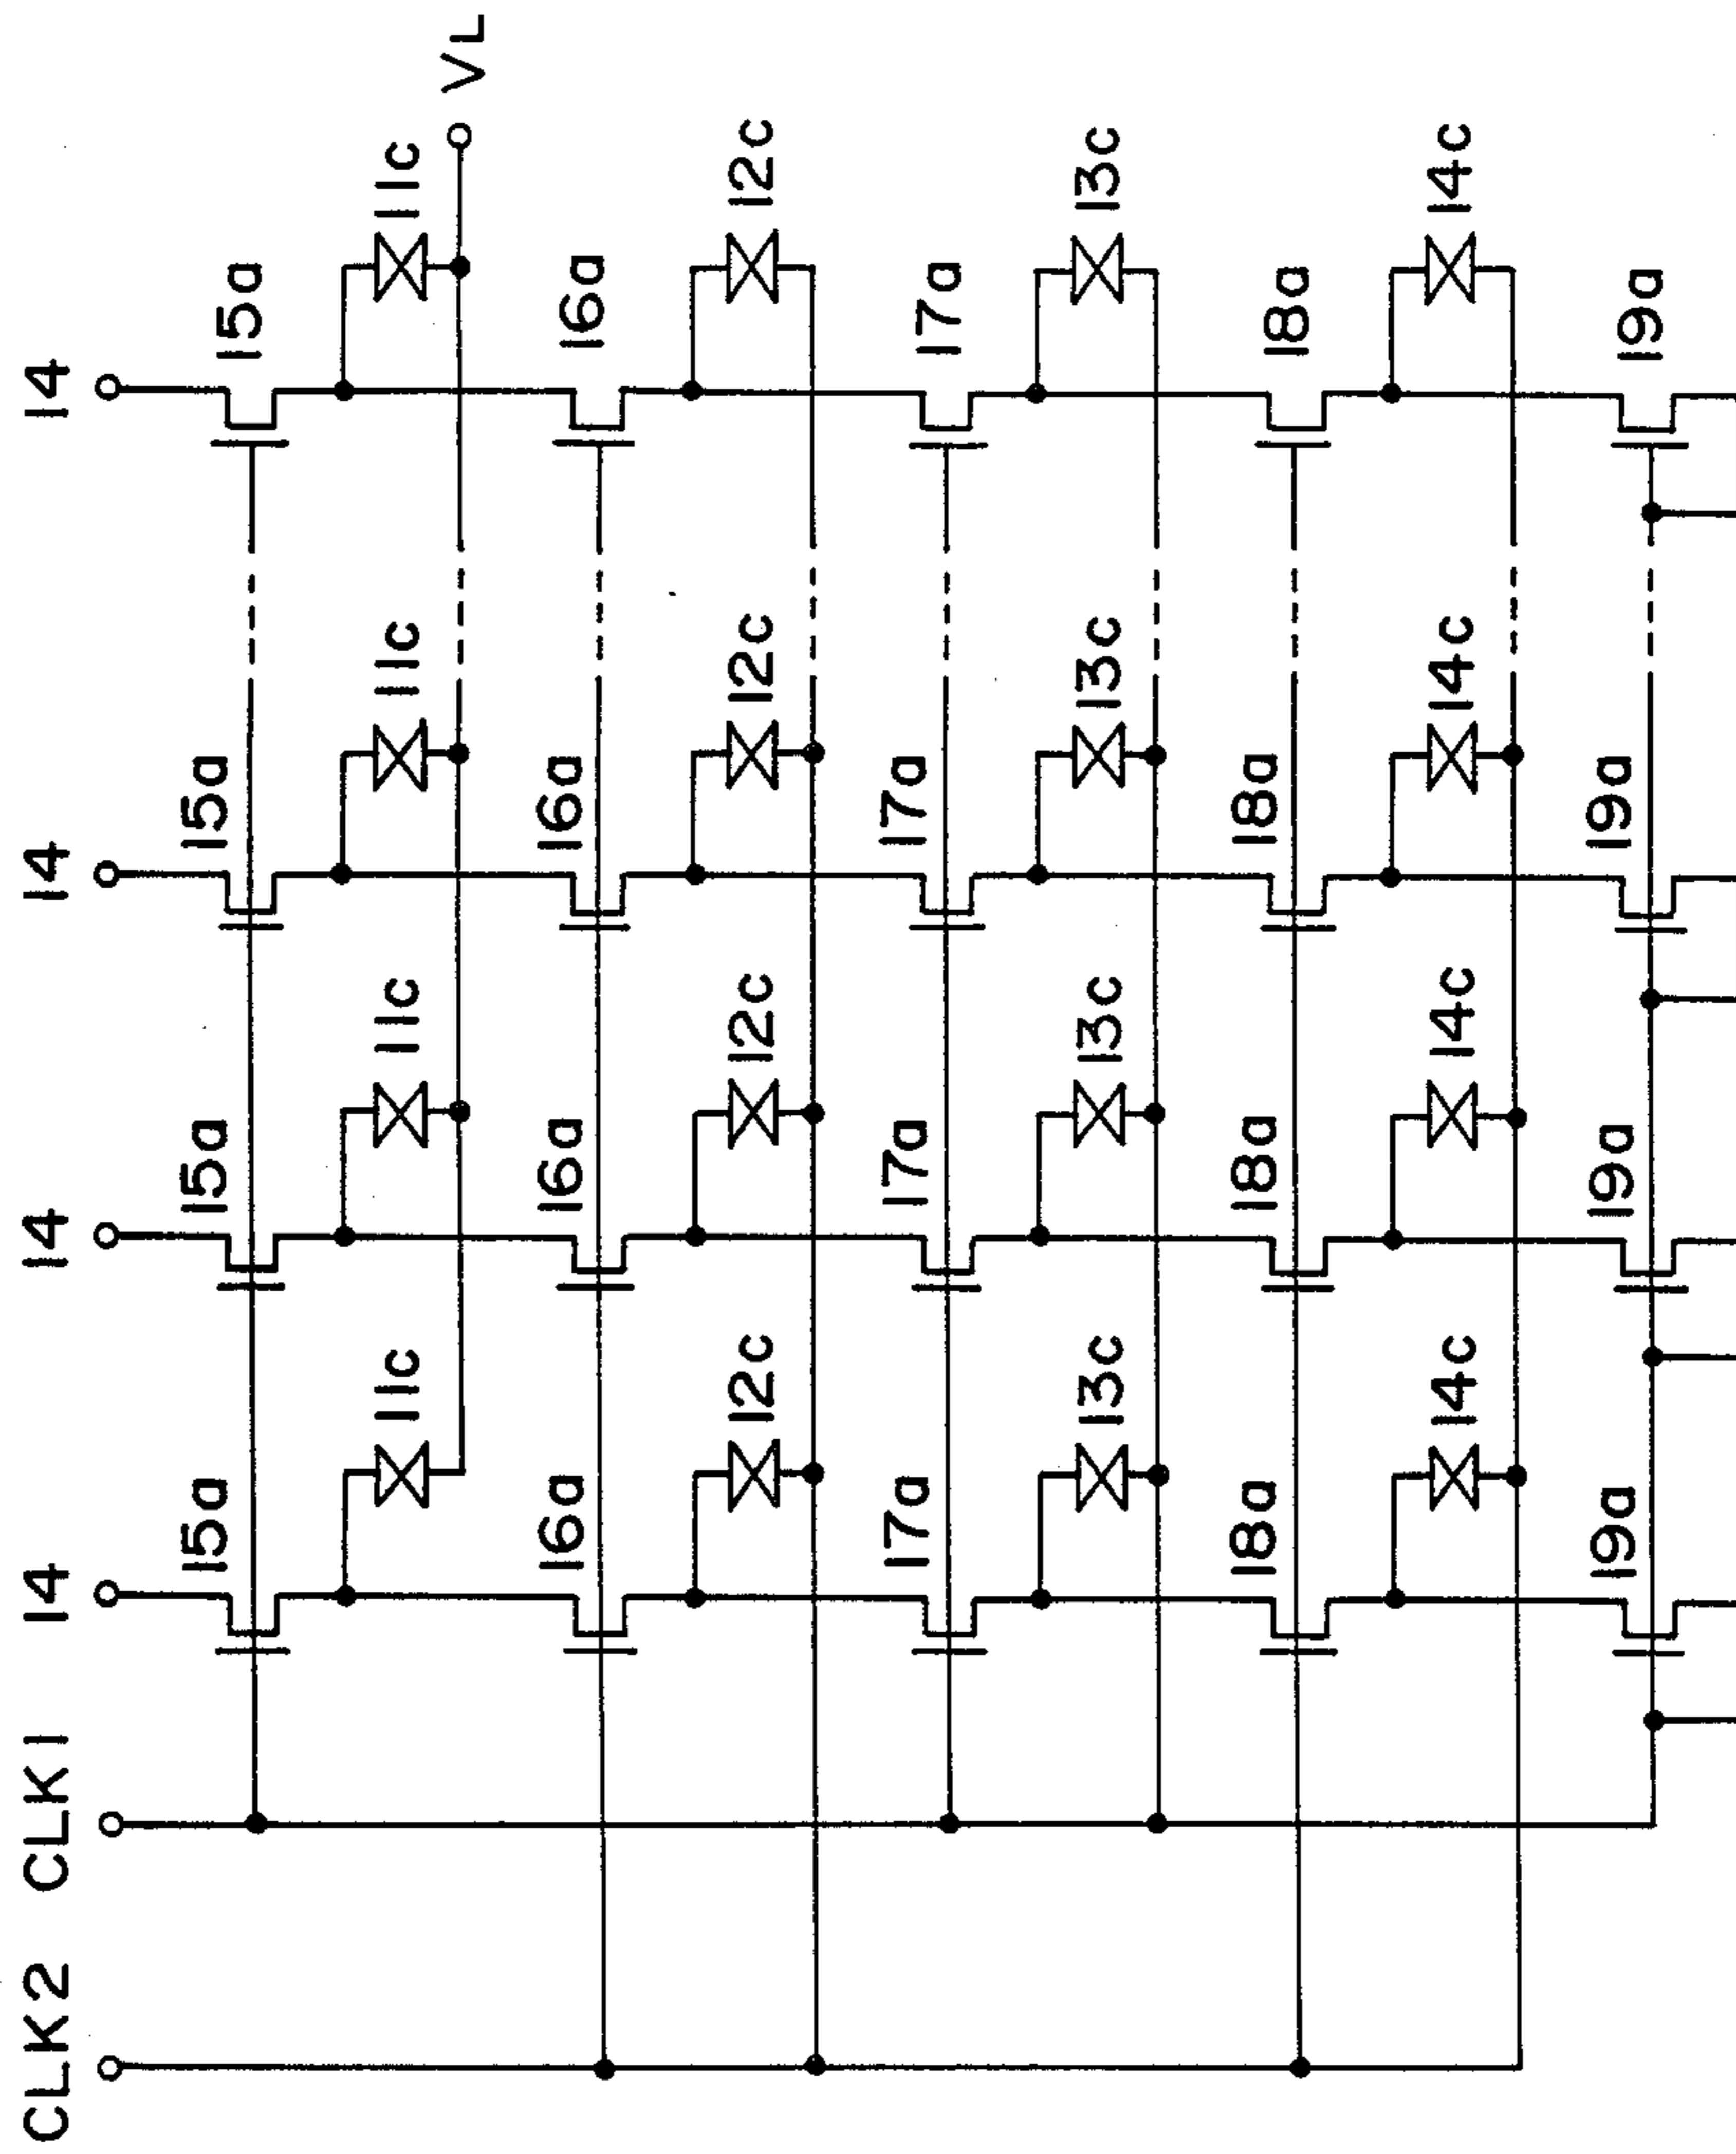 CLK2 CLK1 14 14 14 14
15a 15a 15a 15a
11c 11c 11c 11c
VL
16a 16a 16a 16a
12c 12c 12c 12c
17a 17a 17a 17a
13c 13c 13c 13c
18a 18a 18a 18a
14c 14c 14c 14c
19a 19a 19a 19a